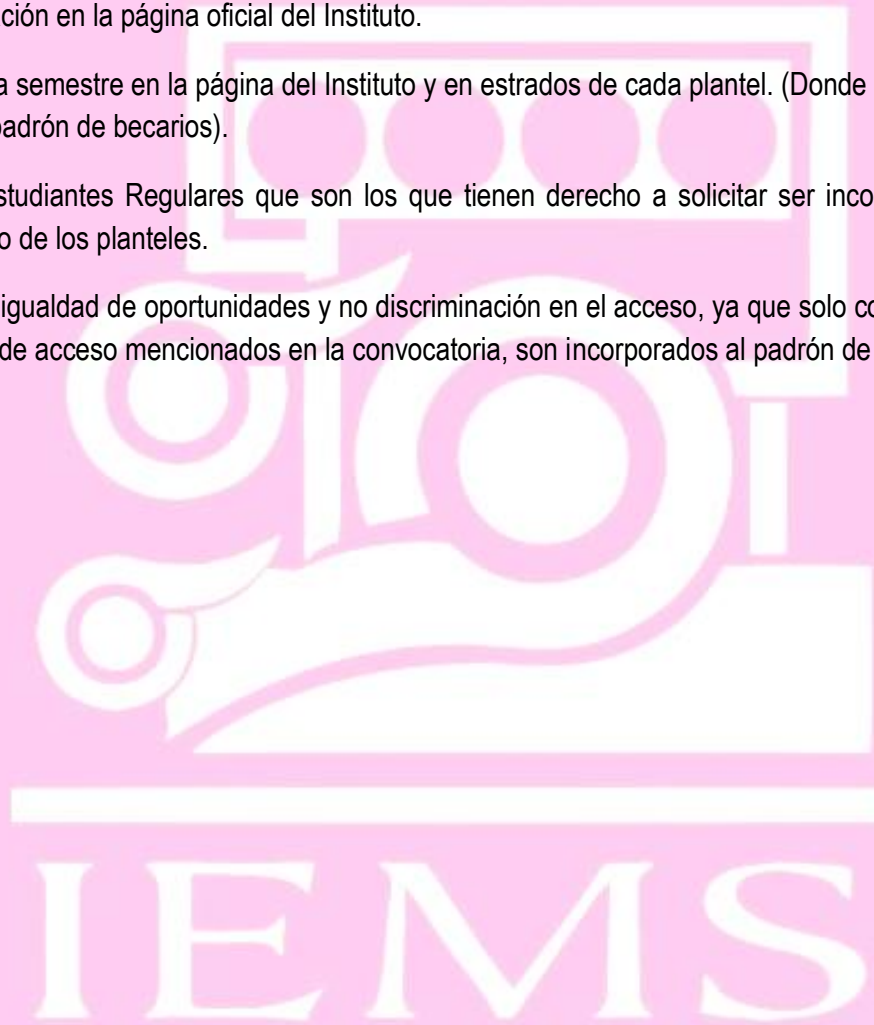 ción en la página oficial del Instituto.
a semestre en la página del Instituto y en estrados de cada plantel. (Donde
padrón de becarios).
studiantes Regulares que son los que tienen derecho a solicitar ser inco
o de los planteles.
igualdad de oportunidades y no discriminación en el acceso, ya que solo co
de acceso mencionados en la convocatoria, son incorporados al padrón de
IEMS